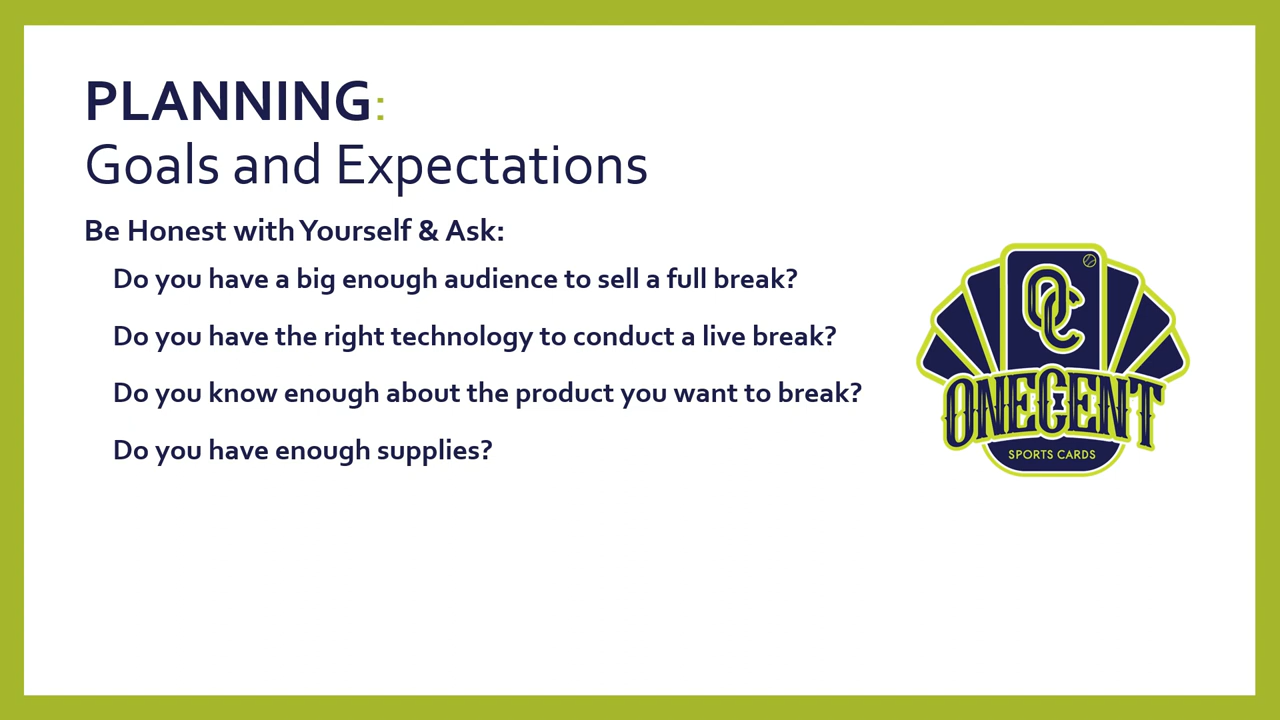 PLANNING:
Goals and Expectations
Be Honest with Yourself & Ask:
Do you have a big enough audience to sell a full break?
Do you have the right technology to conduct a live break?
Do you know enough about the product you want to break?
Do you have enough supplies?
OC
ONECENT
SPORTS CARDS